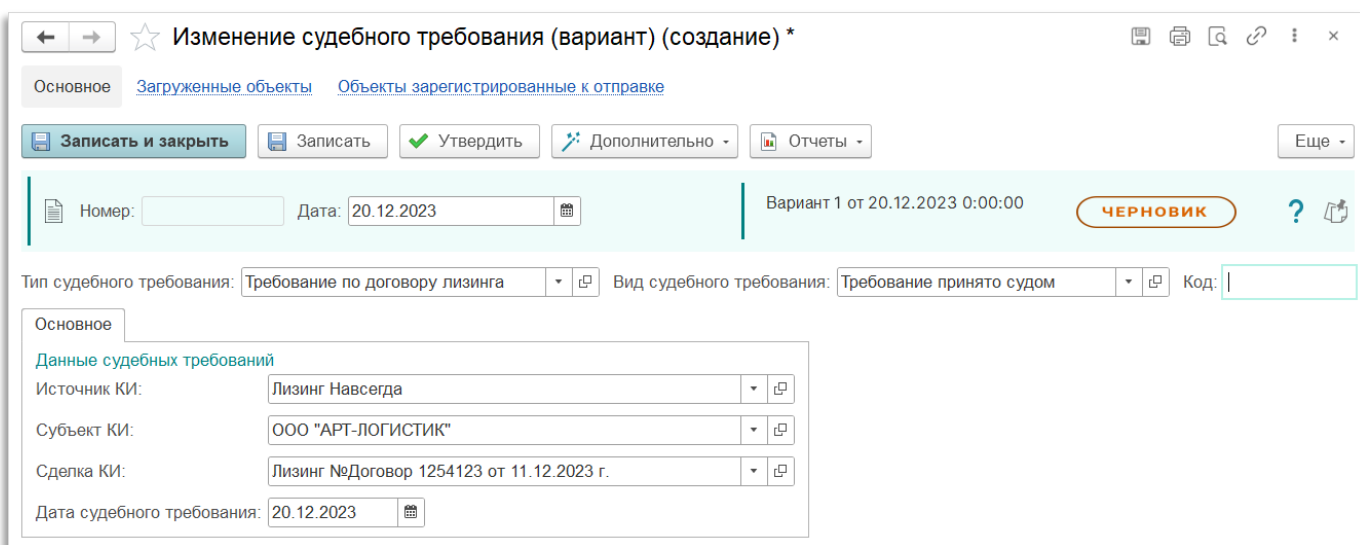 Изменение судебного требования (вариант) (создание) *
Основное Загруженные объекты Объекты зарегистрированные к отправке
Записать и закрыть Записать Утвердить Дополнительно Отчеты Еще
Номер: Дата: 20.12.2023 Вариант 1 от 20.12.2023 0:00:00 ЧЕРНОВИК ?
Тип судебного требования: Требование по договору лизинга Вид судебного требования: Требование принято судом Код:
Основное
Данные судебных требований
Источник КИ: Лизинг Навсегда
Субъект КИ: ООО "АРТ-ЛОГИСТИК"
Сделка КИ: Лизинг №Договор 1254123 от 11.12.2023 г.
Дата судебного требования: 20.12.2023